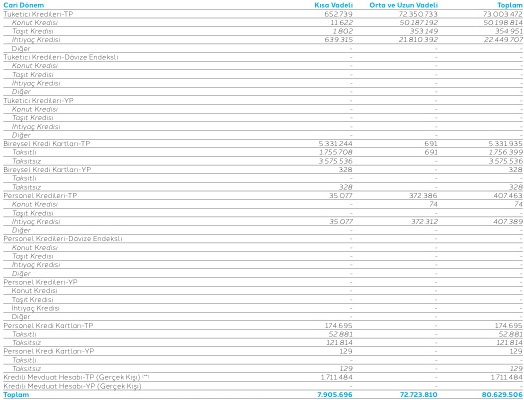 Cari Dönem Kısa Vadeli Orta ve Uzun Vadeli Toplam
Tüketici Kredileri-TP 652.739 72.350.733 73.003.472
Konut Kredisi 11.622 50.187.192 50.198.814
Taşıt Kredisi 1.802 353.149 354.951
İhtiyaç Kredisi 639.315 21.810.392 22.449.707
Diğer - - -
Tüketici Kredileri-Dövize Endeksli - - -
Konut Kredisi - - -
Taşıt Kredisi - - -
İhtiyaç Kredisi - - -
Diğer - - -
Tüketici Kredileri-YP - - -
Konut Kredisi - - -
Taşıt Kredisi - - -
İhtiyaç Kredisi - - -
Diğer - - -
Bireysel Kredi Kartları-TP 5.331.244 691 5.331.935
Taksitli 1.755.708 691 1.756.399
Taksitsiz 3.575.536 - 3.575.536
Bireysel Kredi Kartları-YP 328 - 328
Taksitli - - -
Taksitsiz 328 - 328
Personel Kredileri-TP 35.077 372.386 407.463
Konut Kredisi - 74 74
Taşıt Kredisi - - -
İhtiyaç Kredisi 35.077 372.312 407.389
Diğer - - -
Personel Kredileri-Dövize Endeksli - - -
Konut Kredisi - - -
Taşıt Kredisi - - -
İhtiyaç Kredisi - - -
Diğer - - -
Personel Kredileri-YP - - -
Konut Kredisi - - -
Taşıt Kredisi - - -
İhtiyaç Kredisi - - -
Diğer - - -
Personel Kredi Kartları-TP 174.695 - 174.695
Taksitli 52.881 - 52.881
Taksitsiz 121.814 - 121.814
Personel Kredi Kartları-YP 129 - 129
Taksitli - - -
Taksitsiz 129 - 129
Kredili Mevduat Hesabı-TP (Gerçek Kişi) (**) 1.711.484 - 1.711.484
Kredili Mevduat Hesabı-YP (Gerçek Kişi) - - -
Toplam 7.905.696 72.723.810 80.629.506